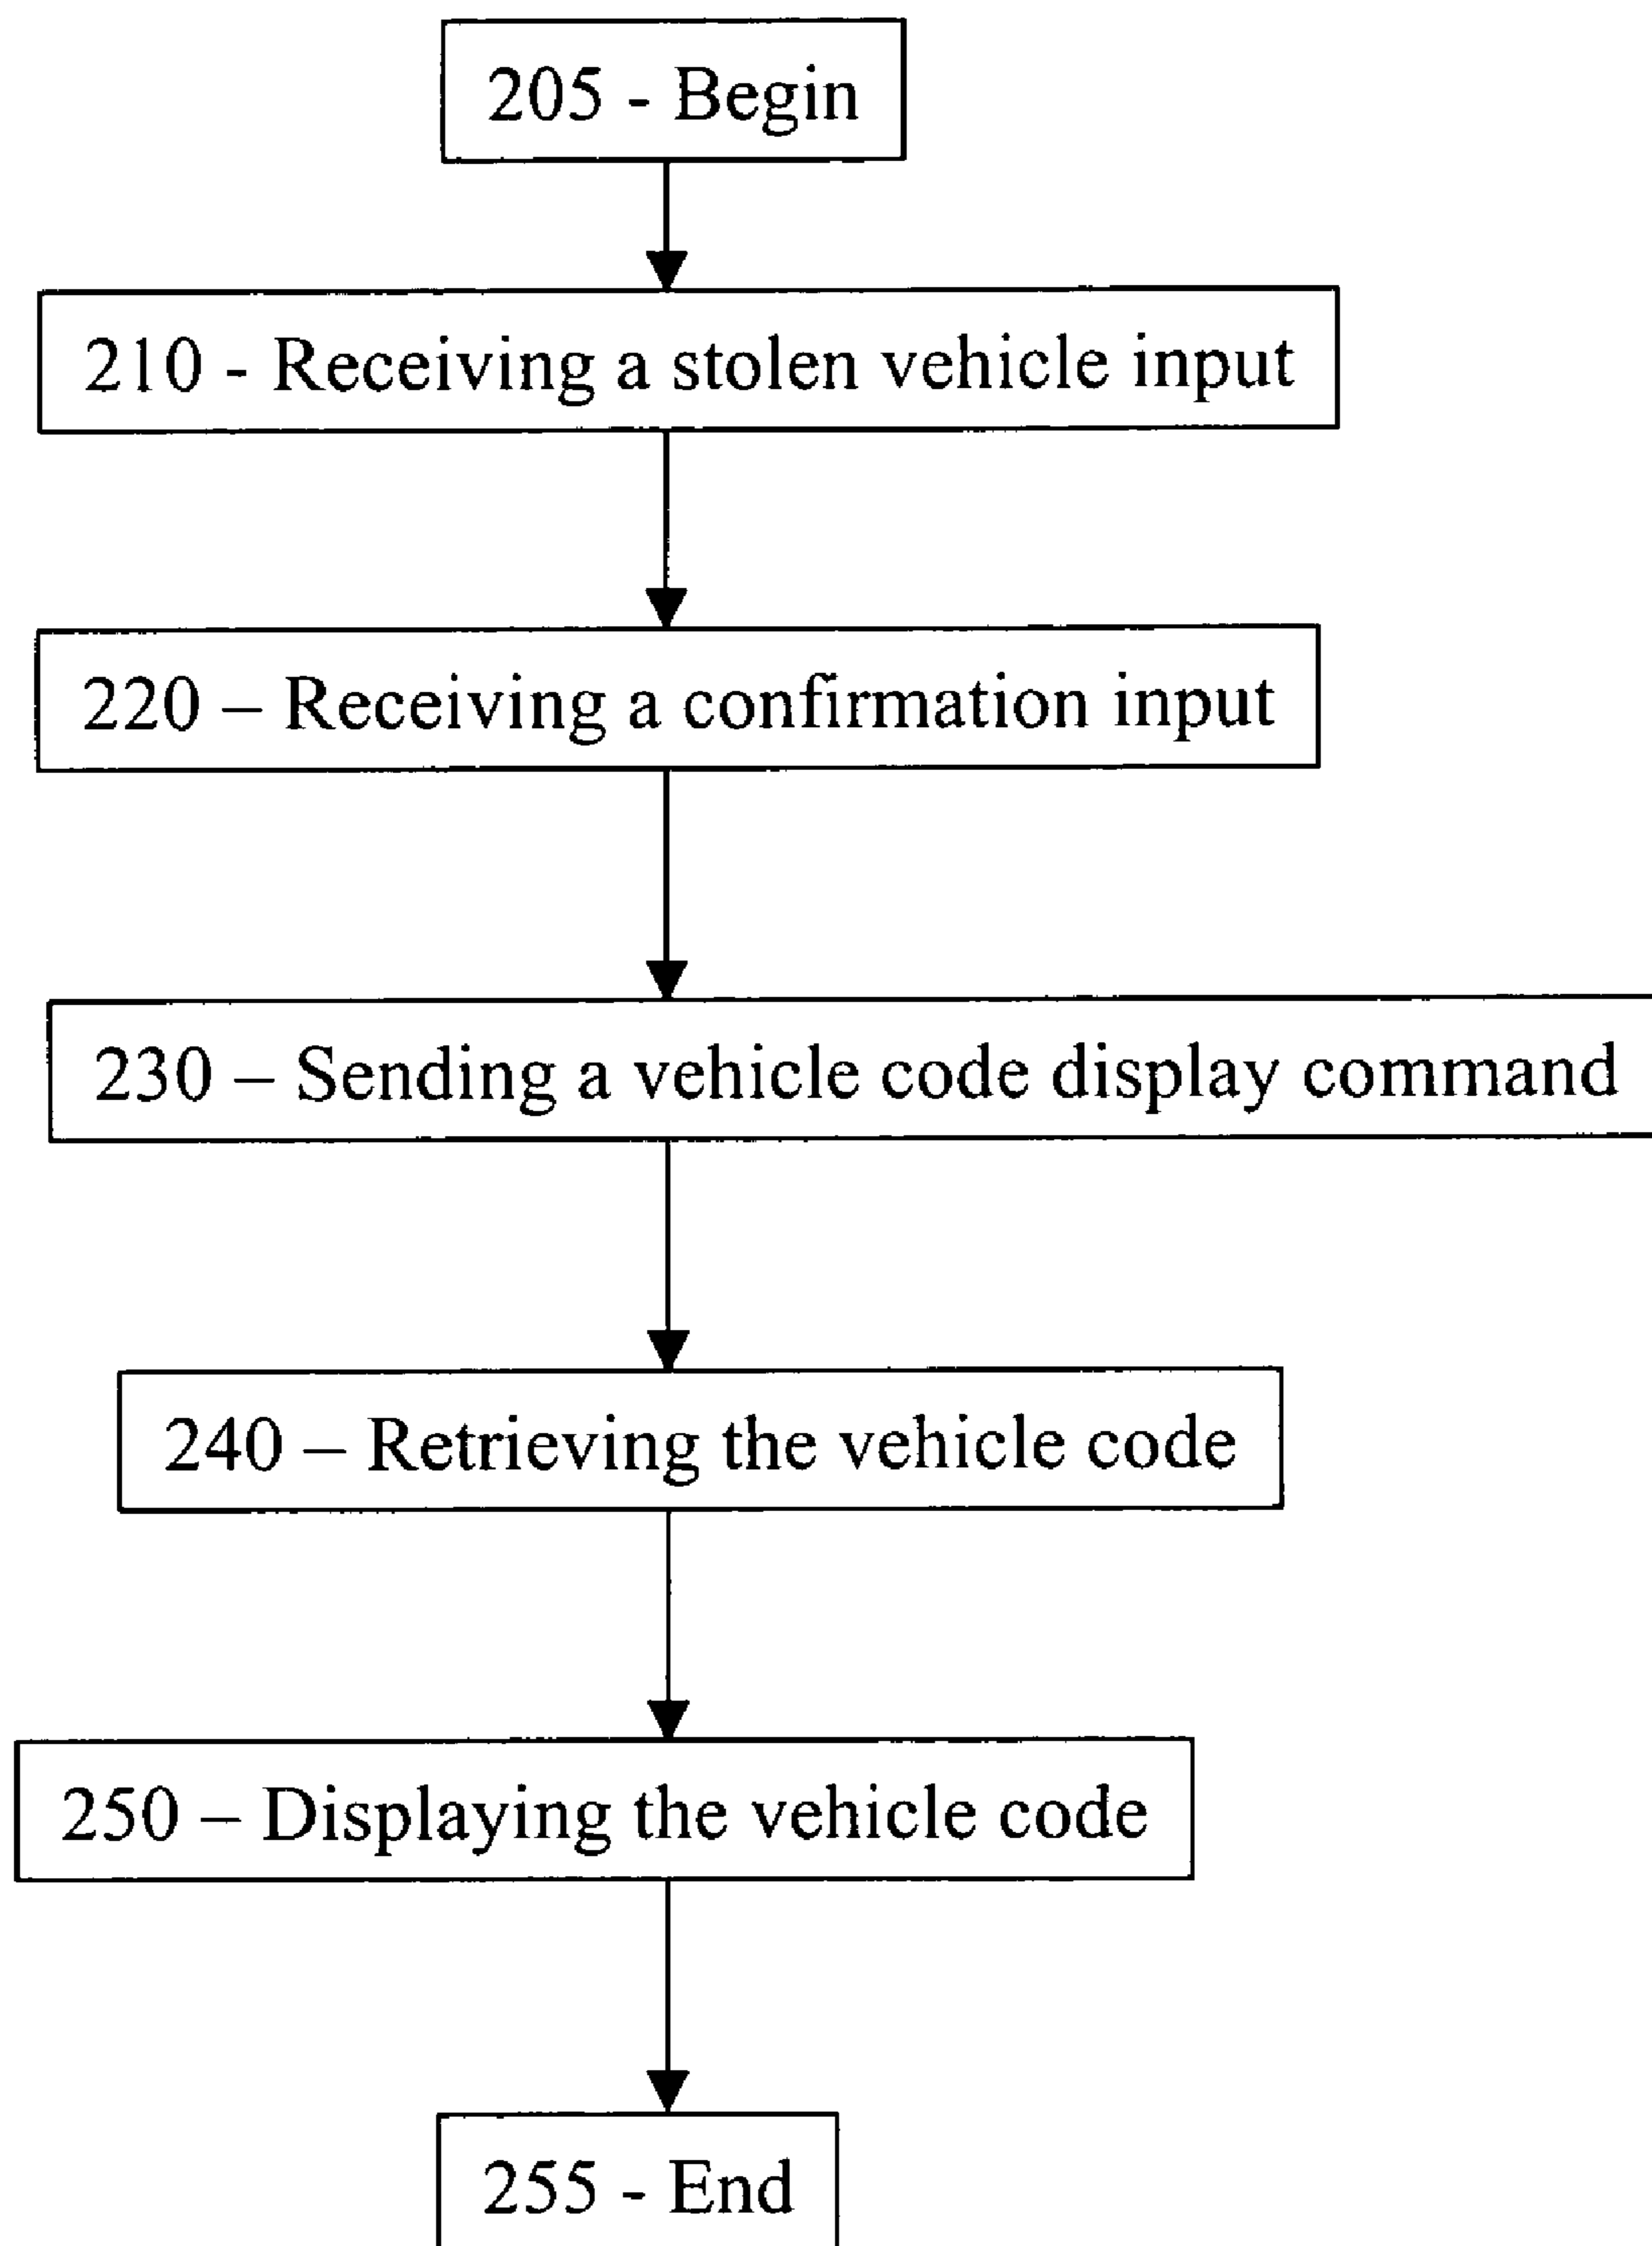 205 - Begin
210 - Receiving a stolen vehicle input
220 – Receiving a confirmation input
230 – Sending a vehicle code display command
240 – Retrieving the vehicle code
250 – Displaying the vehicle code
255 - End